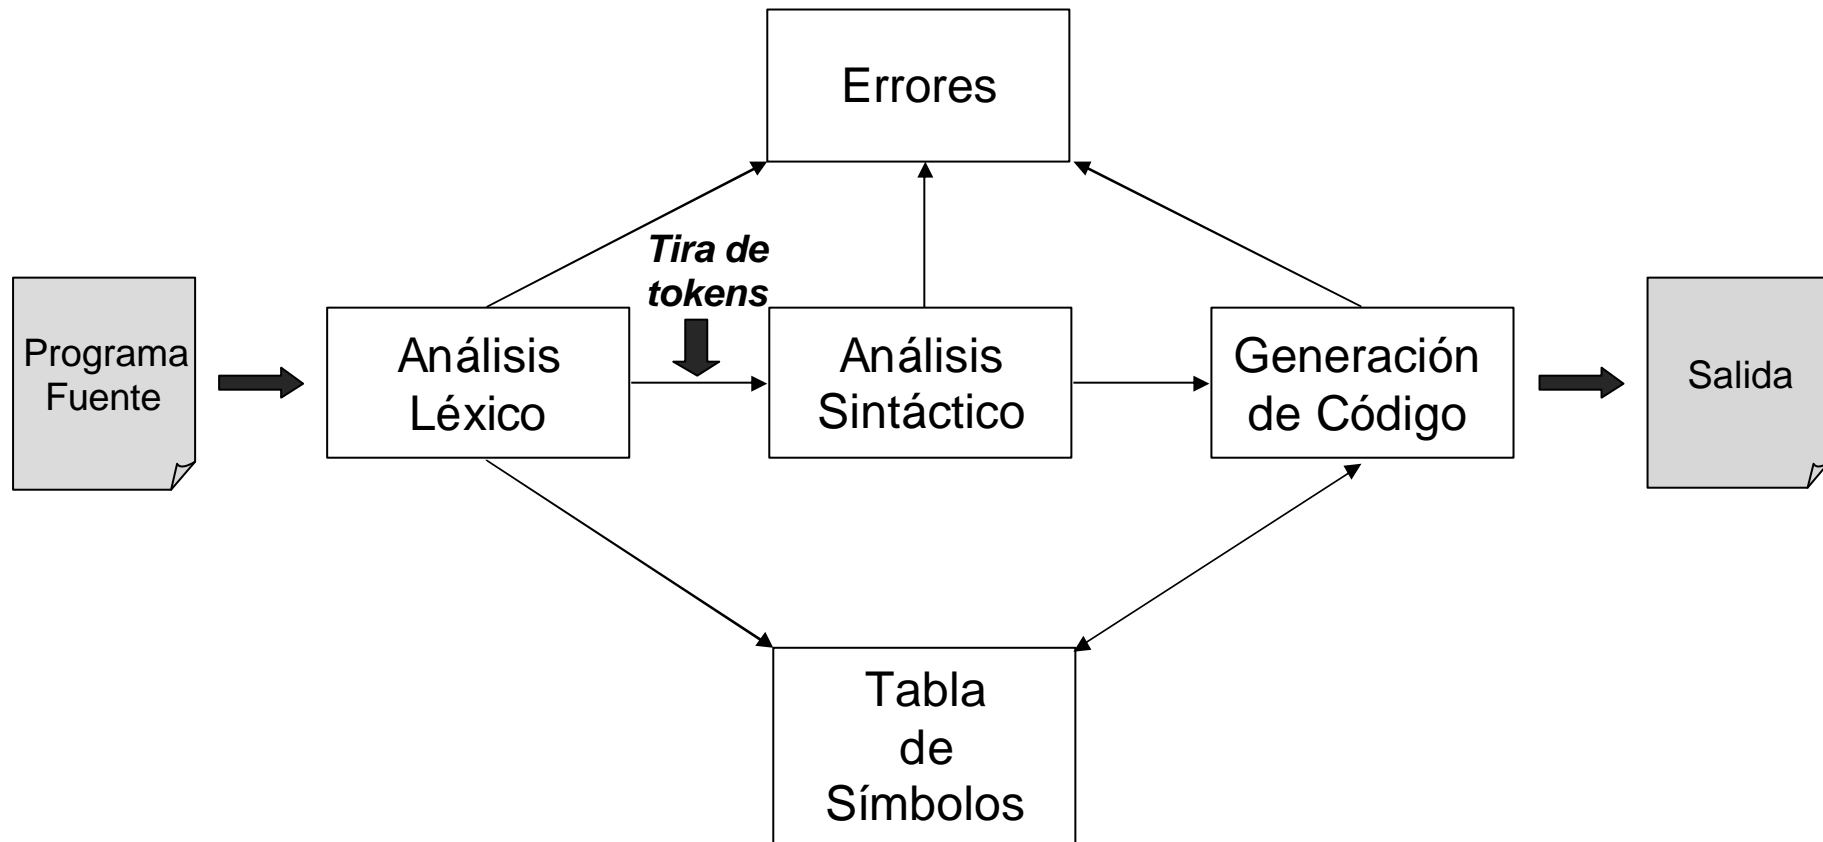 Errores
Tira de
tokens
Programa
Fuente
Análisis
Léxico
Análisis
Sintáctico
Generación
de Código
Salida
Tabla
de
Símbolos